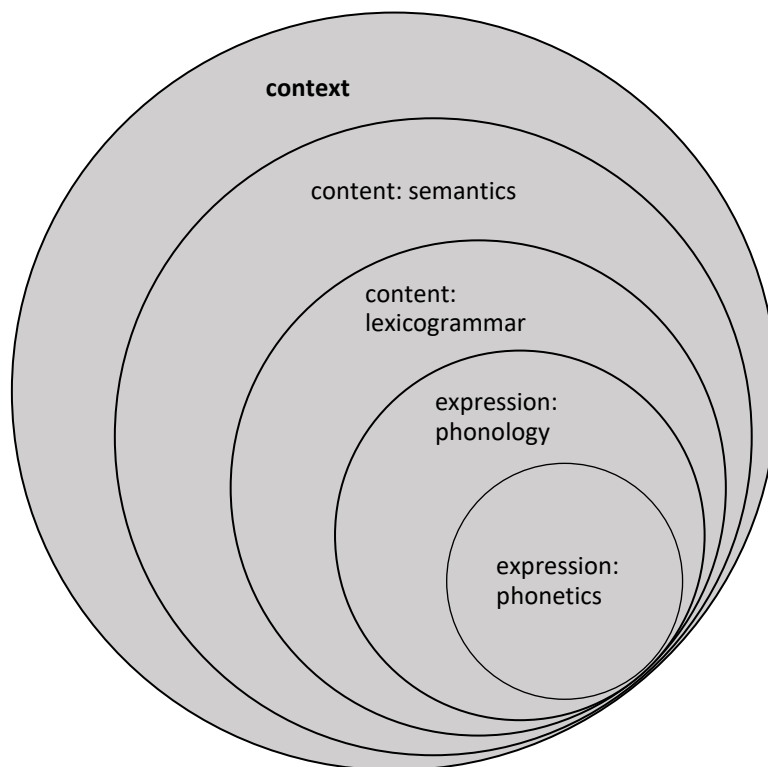 context
content: semantics
content:
lexicogrammar
expression:
phonology
expression:
phonetics